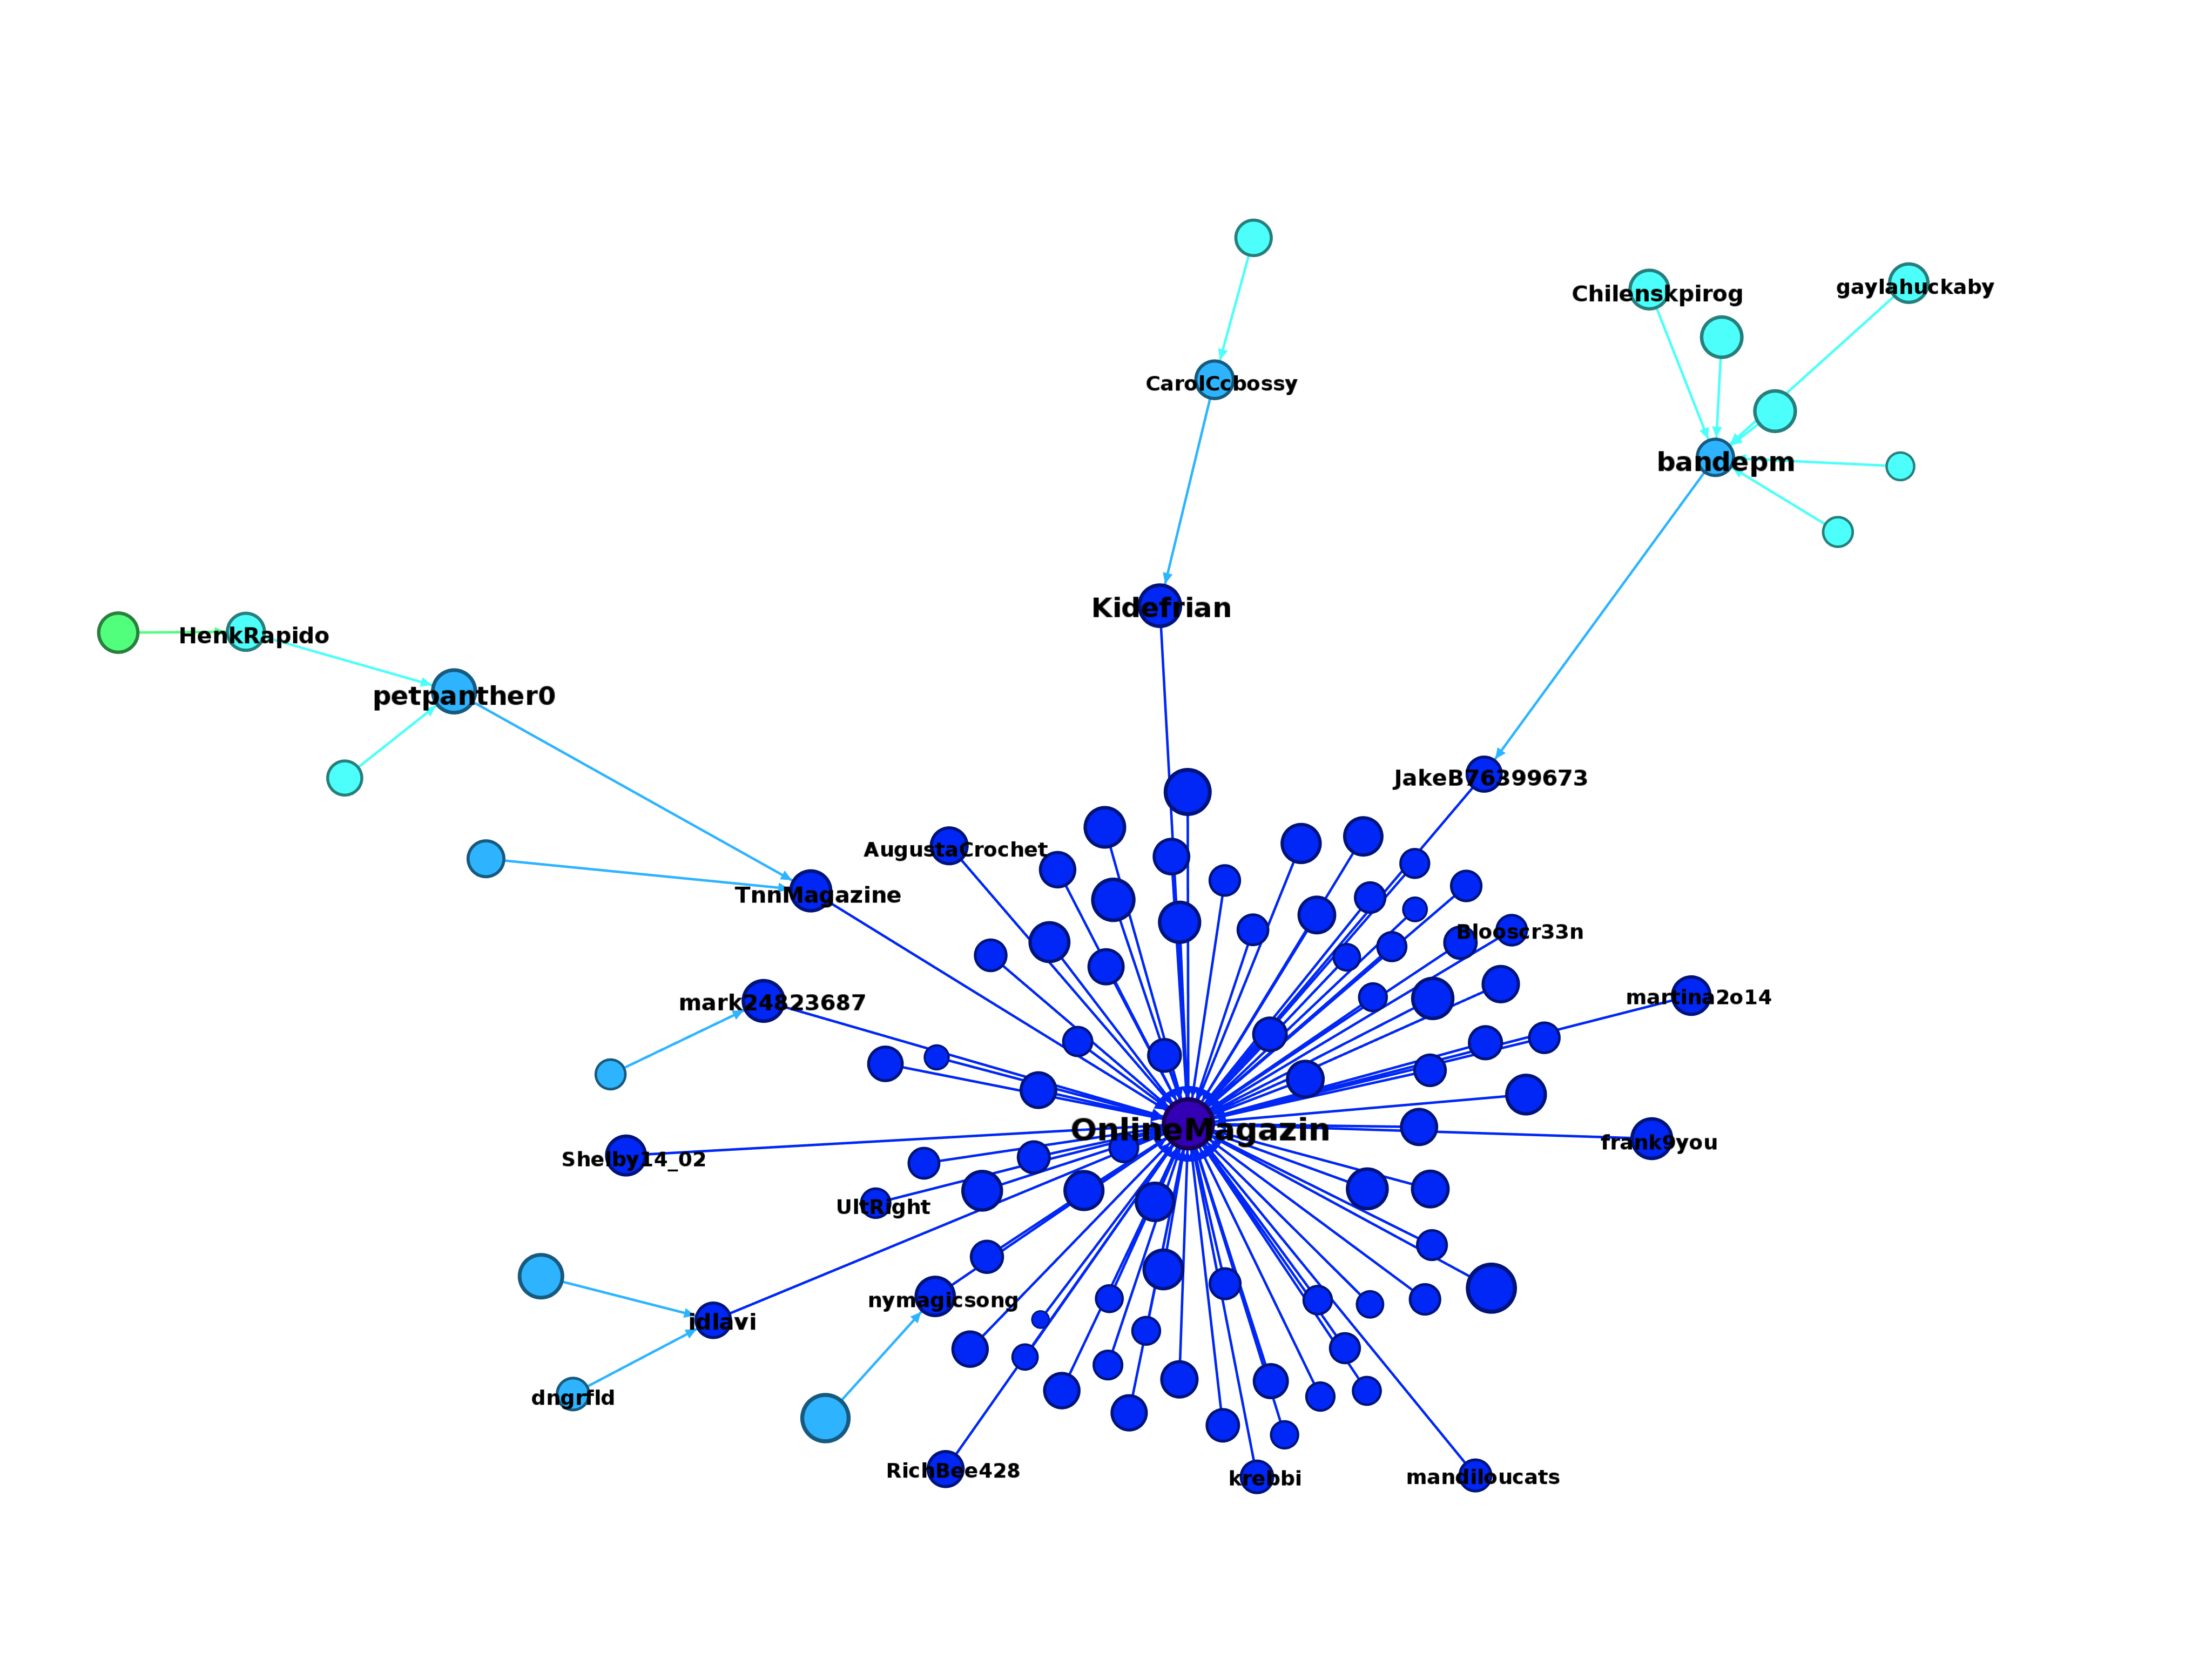 Chilenskpirog
gaylahuckaby
CarolCcbossy
bandepm
Kidefrian
HenkRapido
petpanther0
JakeB76399673
AugustaCrochet
TnnMagazine
Blooscr33n
mark24823687
martina2o14
OnlineMagazin
frank9you
Shelby14_02
UltRight
nymagicsong
idlavi
dngrfld
RichBee428
krebbi
mandiloucats